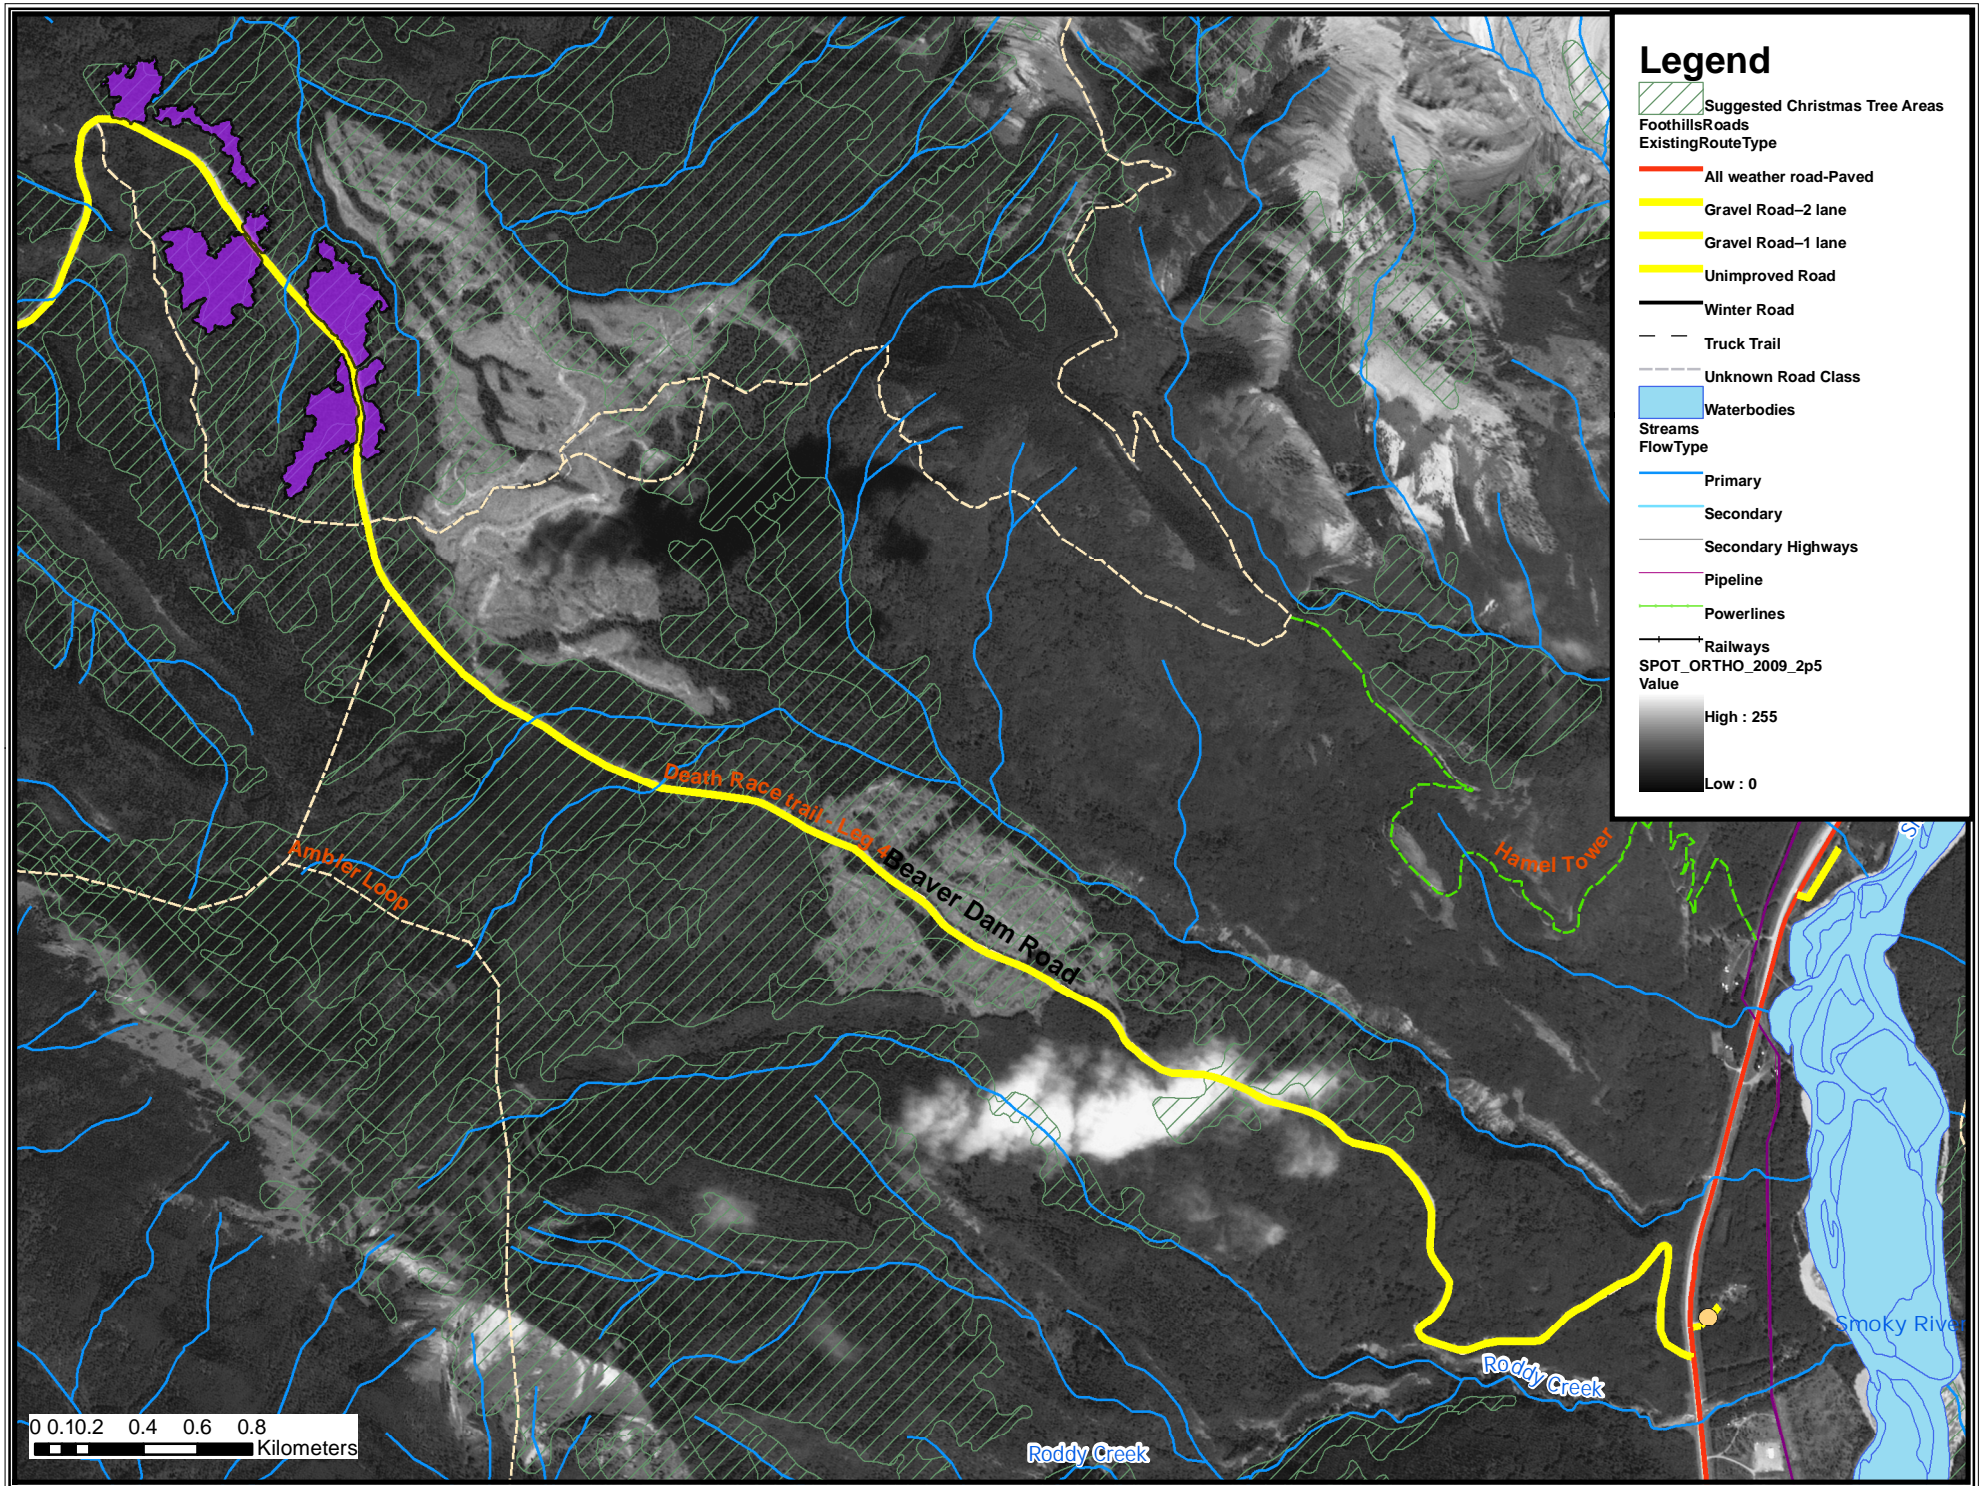 Legend
Suggested Christmas Tree Areas
FoothillsRoads
ExistingRouteType
All weather road-Paved
Gravel Road–2 lane
Gravel Road–1 lane
Unimproved Road
Winter Road
Truck Trail
Unknown Road Class
Waterbodies
Streams
FlowType
Primary
Secondary
Secondary Highways
Pipeline
Powerlines
Railways
SPOT_ORTHO_2009_2p5
Value
High : 255
Low : 0
Death Race trail - Leg 4
Beaver Dam Road
Ambler Loop
Hamel Tower
Smoky River
Roddy Creek
Roddy Creek
0 0.10.2 0.4 0.6 0.8
Kilometers